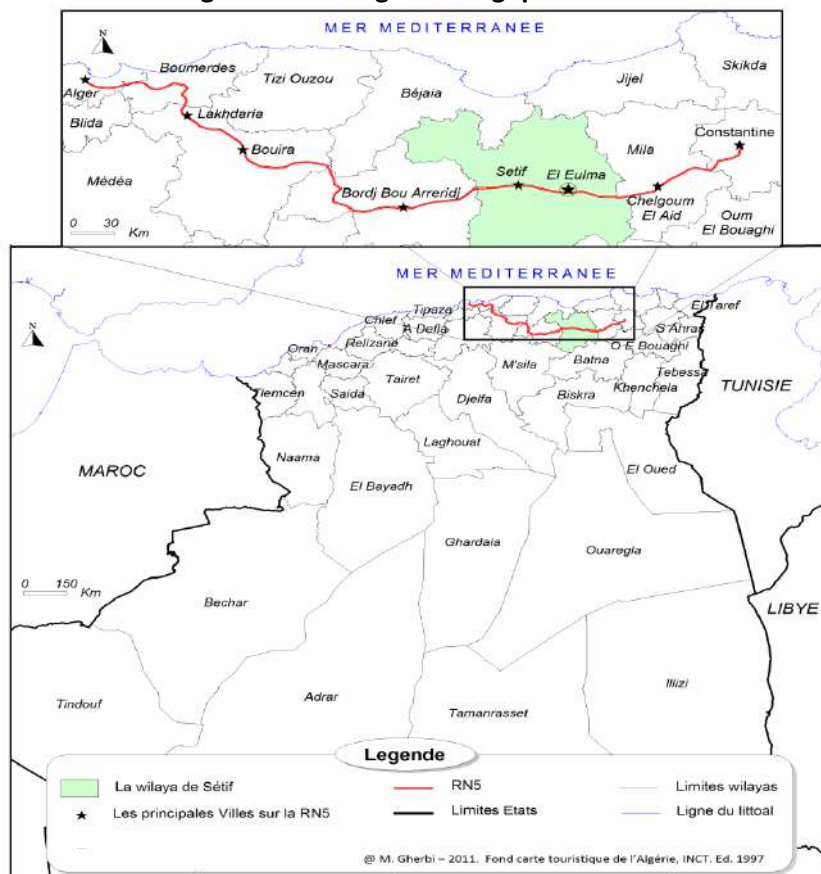 MER MEDITERRANEE
N
Skikda
Boumerdes
Tizi Ouzou
Jijel
Alger
Béjaia
Lakhdaria
Blida
Constantine
Bouira
Mila
Setif
El Eulma
Médéa
Bordj Bou Arreridj
Chelgoum
El Aid
Oum
El Bouaghi
0 30
Km
MER MEDITERRANEE
N
El Taref
Tipaza
Chlef
A Defla
S Ahras
Relizane
O E Bouaghi
Oran
M'sila
Batna
Mascara
Tebessa
Tairet
Khenchela
TUNISIE
Tlemcen
Saida
Djelfa
Biskra
Laghouat
Naama
El Oued
MAROC
El Bayadh
Ghardaia
Ouaregla
0 150
Km
Bechar
LIBYE
Illizi
Adrar
Tindouf
Tamanrasset
Legende
La wilaya de Sétif
RN5
Limites wilayas
Les principales Villes sur la RN5
Limites Etats
Ligne du littoal
@ M. Gherbi – 2011. Fond carte touristique de l'Algérie, INCT. Ed. 1997